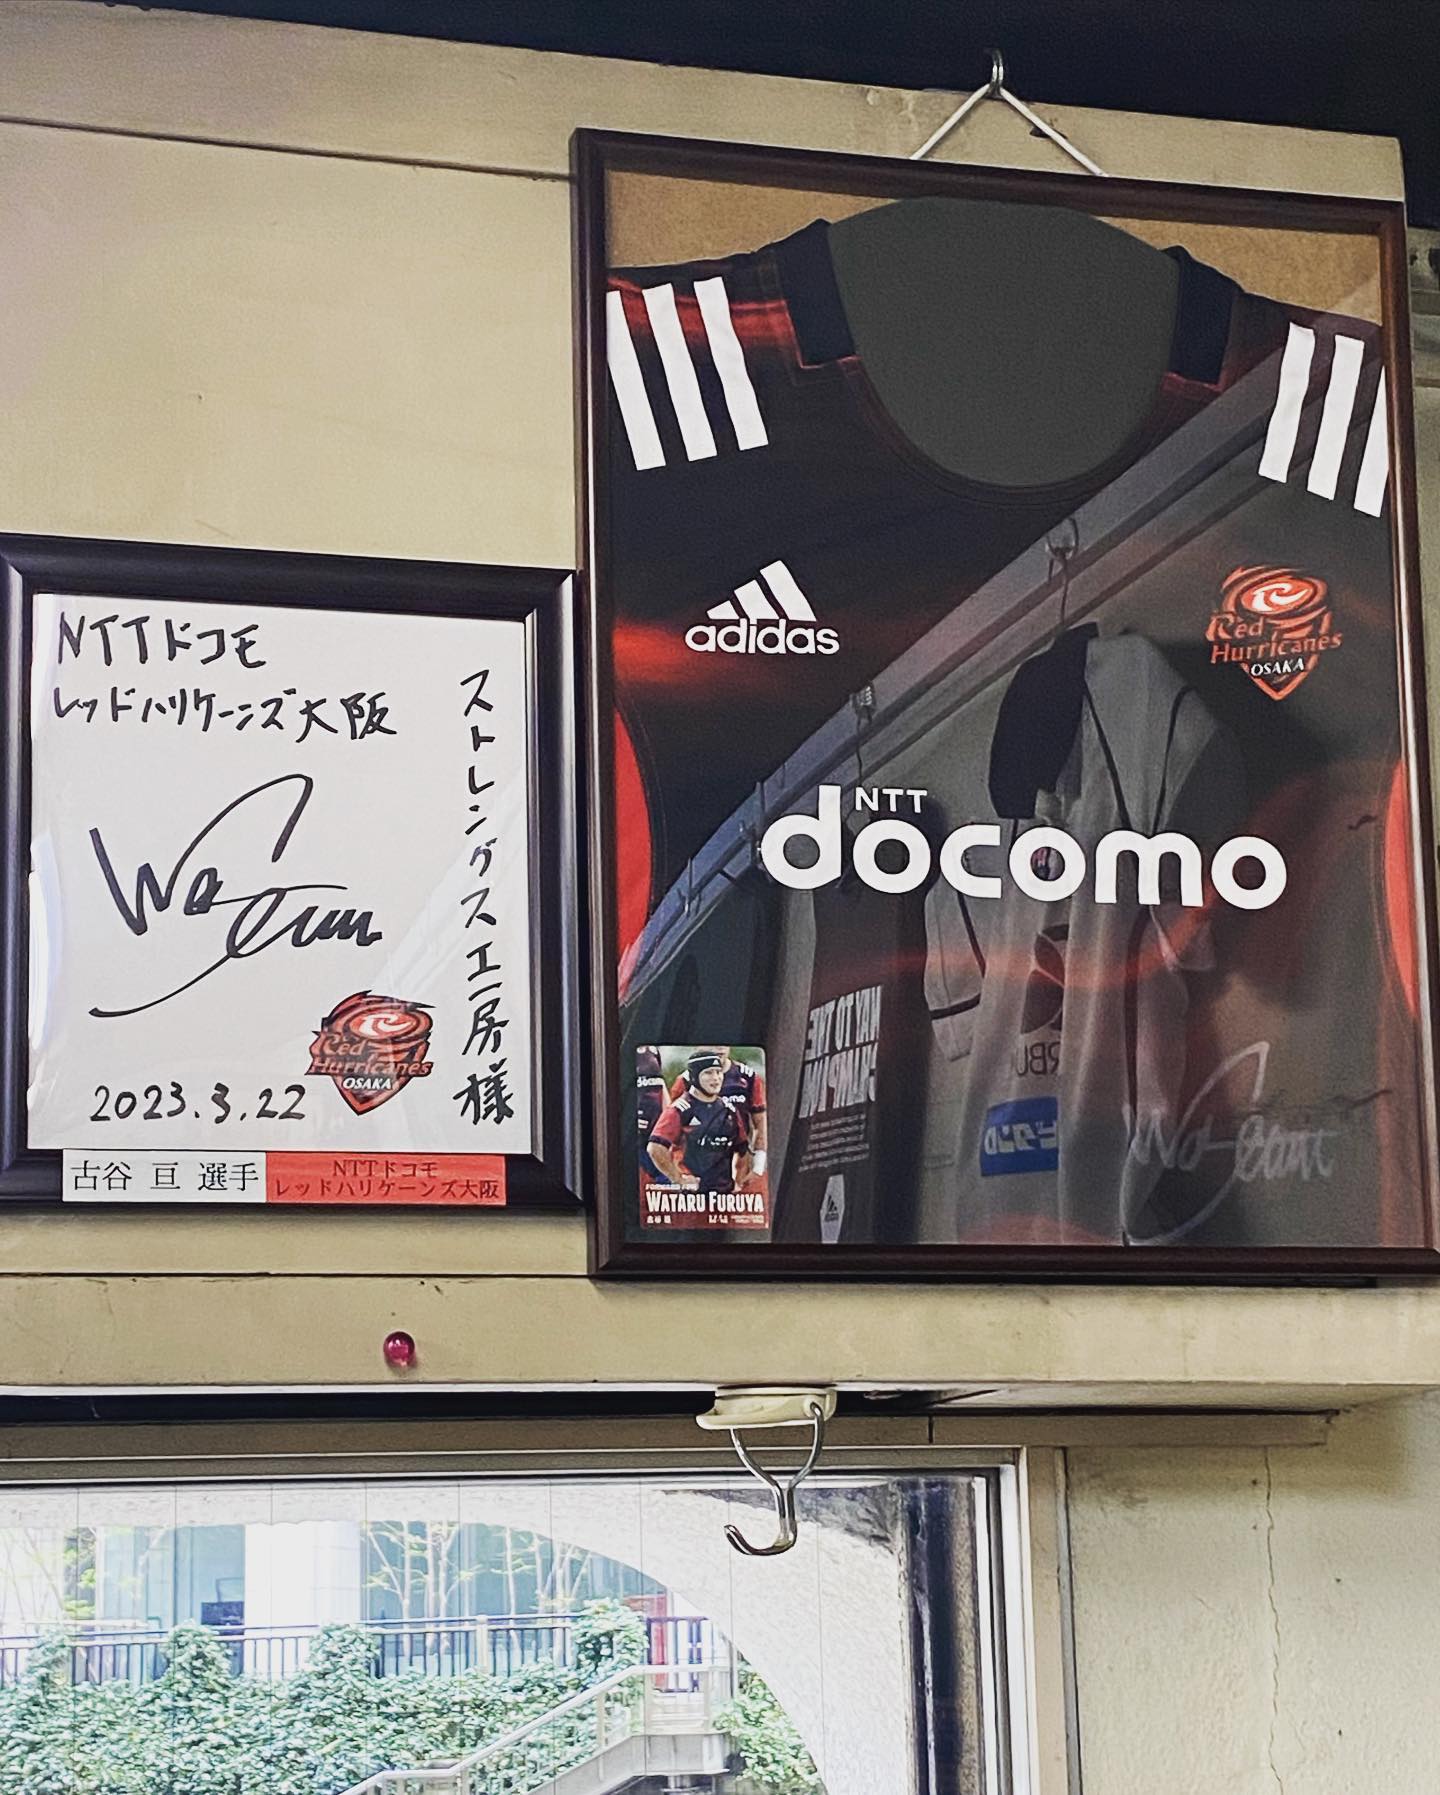 NTTドコモ
レッドハリケーンズ大阪
ストレングス工房様
Red
Hurricanes
OSAKA
2023.3.22
古谷 亘 選手
NTTドコモ
レッドハリケーンズ大阪
adidas
Red
Hurricanes
OSAKA
NTT
docomo
WATARU FURUYA